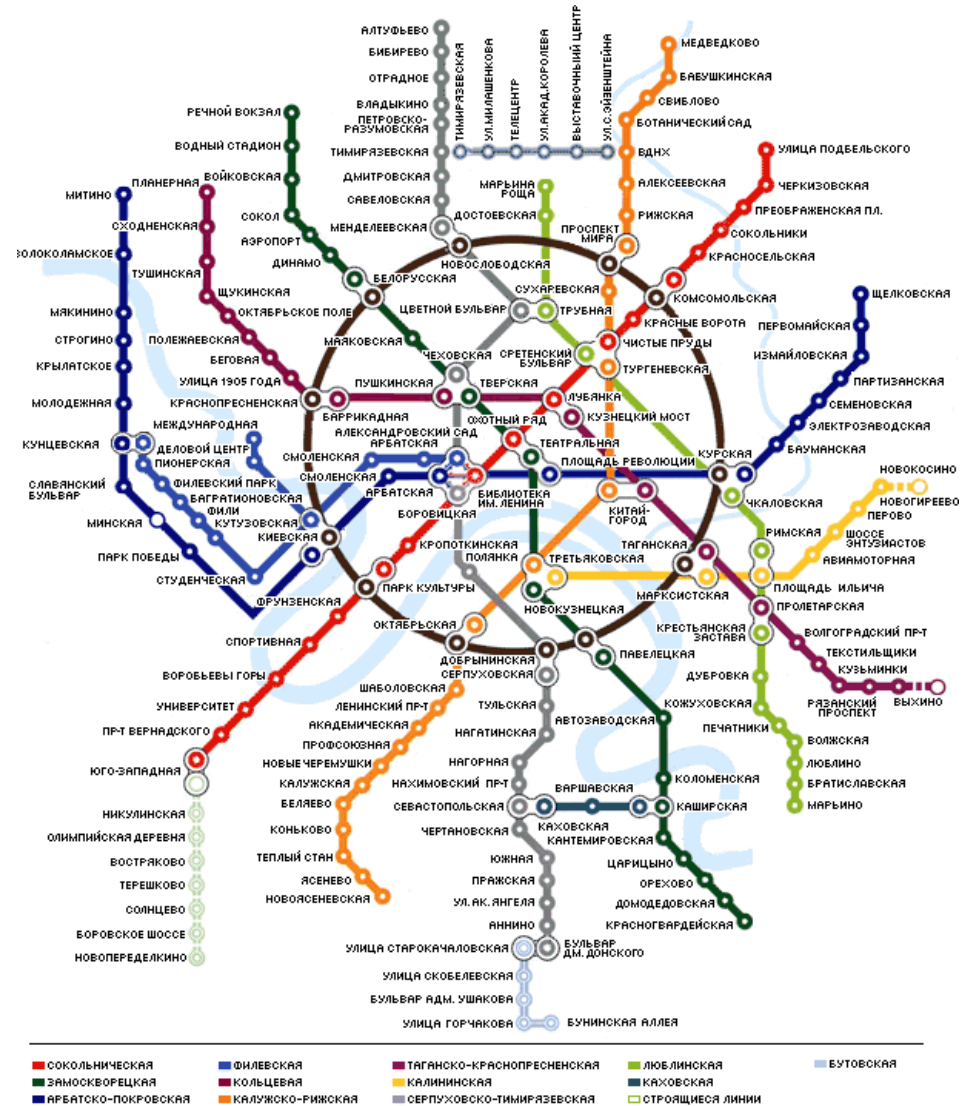 АЛТУФЬЕВО
БИБИРЕВО
ОТРАДНОЕ
ВЛАДЫКИНО
ПЕТРОВСКО-
РАЗУМОВСКАЯ
ТИМИРЯЗЕВСКАЯ
ДМИТРОВСКАЯ
САВЕЛОВСКАЯ
МЕНДЕЛЕЕВСКАЯ
ТИМИРЯЗЕВСКАЯ
УЛ.МИЛАШЕНКОВА
ТЕЛЕЦЕНТР
УЛ.АКАД.КОРОЛЕВА
ВЫСТАВОЧНЫИЙ ЦЕНТР
УЛ.С.ЭЙЗЕНШТЕЙНА
МЕДВЕДКОВО
БАБУШКИНСКАЯ
СВИБЛОВО
БОТАНИЧЕСКИЙ САД
ВДНХ
АЛЕКСЕЕВСКАЯ
РИЖСКАЯ
ПРОСПЕКТ
МИРА
УЛИЦА ПОДБЕЛЬСКОГО
ЧЕРКИЗОВСКАЯ
ПРЕОБРАЖЕНСКАЯ ПЛ.
СОКОЛЬНИКИ
КРАСНОСЕЛЬСКАЯ
КОМСОМОЛЬСКАЯ
КРАСНЫЕ ВОРОТА
ЧИСТЫЕ ПРУДЫ
ТУРГЕНЕВСКАЯ
РЕЧНОЙ ВОКЗАЛ
ВОДНЫЙ СТАДИОН
ВОЙКОВСКАЯ
СОКОЛ
АЭРОПОРТ
ДИНАМО
БЕЛОРУССКАЯ
МАЯКОВСКАЯ
МАРЬИНА
РОЩА
ДОСТОЕВСКАЯ
НОВОСЛОБОДСКАЯ
СУХАРЕВСКАЯ
ЦВЕТНОЙ БУЛЬВАР
ТРУБНАЯ
СРЕТЕНСКИЙ
БУЛЬВАР
МИТИНО
ВОЛОКОЛАМСКОЕ
МЯКИНИНО
СТРОГИНО
КРЫЛАТСКОЕ
МОЛОДЕЖНАЯ
КУНЦЕВСКАЯ
СЛАВЯНСКИЙ
БУЛЬВАР
МИНСКАЯ
ПАРК ПОБЕДЫ
ПЛАНЕРНАЯ
СХОДНЕНСКАЯ
ТУШИНСКАЯ
ЩУКИНСКАЯ
ОКТЯБРЬСКОЕ ПОЛЕ
ПОЛЕЖАЕВСКАЯ
БЕГОВАЯ
УЛИЦА 1905 ГОДА
КРАСНОПРЕСНЕНСКАЯ
БАРРИКАДНАЯ
МЕЖДУНАРОДНАЯ
ДЕЛОВОЙ ЦЕНТР
ПИОНЕРСКАЯ
ФИЛЕВСКИЙ ПАРК
БАГРАТИОНОВСКАЯ
ФИЛИ
КУТУЗОВСКАЯ
КИЕВСКАЯ
СТУДЕНЧЕСКАЯ
ЧЕХОВСКАЯ
ПУШКИНСКАЯ
ТВЕРСКАЯ
ЛУБЯНКА
КУЗНЕЦКИЙ МОСТ
ОХОТНЫЙ РЯД
ТЕАТРАЛЬНАЯ
АЛЕКСАНДРОВСКИЙ САД
АРБАТСКАЯ
СМОЛЕНСКАЯ
СМОЛЕНСКАЯ
АРБАТСКАЯ
БОРОВИЦКАЯ
БИБЛИОТЕКА
ИМ. ЛЕНИНА
ПЛОЩАДЬ РЕВОЛЮЦИИ
КУРСКАЯ
ЩЕЛКОВСКАЯ
ПЕРВОМАЙСКАЯ
ИЗМАЙЛОВСКАЯ
ПАРТИЗАНСКАЯ
СЕМЕНОВСКАЯ
ЭЛЕКТРОЗАВОДСКАЯ
БАУМАНСКАЯ
НОВОКОСИНО
НОВОГИРЕЕВО
ПЕРОВО
ШОССЕ
ЭНТУЗИАСТОВ
АВИАМОТОРНАЯ
ЧКАЛОВСКАЯ
РИМСКАЯ
ПЛОЩАДЬ ИЛЬИЧА
КИТАЙ-
ГОРОД
ТАГАНСКАЯ
МАРКСИСТСКАЯ
ПРОЛЕТАРСКАЯ
КРЕСТЬЯНСКАЯ
ЗАСТАВА
ВОЛГОГРАДСКИЙ ПР-Т
ТЕКСТИЛЬЩИКИ
КУЗЬМИНКИ
РЯЗАНСКИЙ
ПРОСПЕКТ
ВЫХИНО
ДУБРОВКА
КОЖУХОВСКАЯ
ПЕЧАТНИКИ
ВОЛЖСКАЯ
ЛЮБЛИНО
БРАТИСЛАВСКАЯ
МАРЬИНО
КРОПОТКИНСКАЯ
ПОЛЯНКА
ТРЕТЬЯКОВСКАЯ
НОВОКУЗНЕЦКАЯ
ПАРК КУЛЬТУРЫ
ФРУНЗЕНСКАЯ
ОКТЯБРЬСКАЯ
СПОРТИВНАЯ
ВОРОБЬЕВЫ ГОРЫ
УНИВЕРСИТЕТ
ПР-Т ВЕРНАДСКОГО
ЮГО-ЗАПАДНАЯ
НИКУЛИНСКАЯ
ОЛИМПИЙСКАЯ ДЕРЕВНЯ
ВОСТРЯКОВО
ТЕРЕШКОВО
СОЛНЦЕВО
БОРОВСКОЕ ШОССЕ
НОВОПЕРЕДЕЛКИНО
ДОБРЫНИНСКАЯ
СЕРПУХОВСКАЯ
ПАВЕЛЕЦКАЯ
ШАБОЛОВСКАЯ
ЛЕНИНСКИЙ ПР-Т
АКАДЕМИЧЕСКАЯ
ПРОФСОЮЗНАЯ
НОВЫЕ ЧЕРЕМУШКИ
КАЛУЖСКАЯ
БЕЛЯЕВО
КОНЬКОВО
ТЕПЛЫЙ СТАН
ЯСЕНЕВО
НОВОЯСЕНЕВСКАЯ
ТУЛЬСКАЯ
НАГАТИНСКАЯ
НАГОРНАЯ
НАХИМОВСКИЙ ПР-Т
СЕВАСТОПОЛЬСКАЯ
ЧЕРТАНОВСКАЯ
ЮЖНАЯ
ПРАЖСКАЯ
УЛ. АК. ЯНГЕЛЯ
АННИНО
УЛИЦА СТАРОКАЧАЛОВСКАЯ
БУЛЬВАР
ДМ. ДОНСКОГО
УЛИЦА СКОБЕЛЕВСКАЯ
БУЛЬВАР АДМ. УШАКОВА
УЛИЦА ГОРЧАКОВА
БУНИНСКАЯ АЛЛЕЯ
АВТОЗАВОДСКАЯ
КОЛОМЕНСКАЯ
ВАРШАВСКАЯ
КАШИРСКАЯ
КАХОВСКАЯ
КАНТЕМИРОВСКАЯ
ЦАРИЦЫНО
ОРЕХОВО
ДОМОДЕДОВСКАЯ
КРАСНОГВАРДЕЙСКАЯ
СОКОЛЬНИЧЕСКАЯ
ЗАМОСКВОРЕЦКАЯ
АРБАТСКО-ПОКРОВСКАЯ
ФИЛЕВСКАЯ
КОЛЬЦЕВАЯ
КАЛУЖСКО-РИЖСКАЯ
ТАГАНСКО-КРАСНОПРЕСНЕНСКАЯ
КАЛИНИНСКАЯ
СЕРПУХОВСКО-ТИМИРЯЗЕВСКАЯ
ЛЮБЛИНСКАЯ
КАХОВСКАЯ
СТРОЯЩИЕСЯ ЛИНИИ
БУТОВСКАЯ